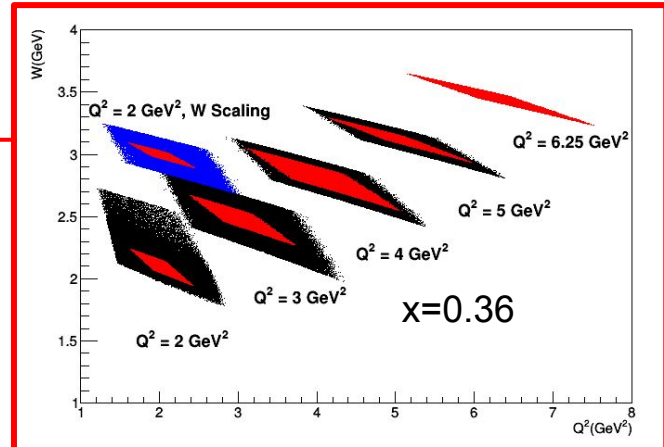 W(GeV)
4
3.5
3
2.5
2
1.5
1
Q² = 2 GeV², W Scaling
Q² = 6.25 GeV²
Q² = 5 GeV²
Q² = 4 GeV²
Q² = 3 GeV²
Q² = 2 GeV²
x=0.36
1 2 3 4 5 6 7 8
Q²(GeV²)